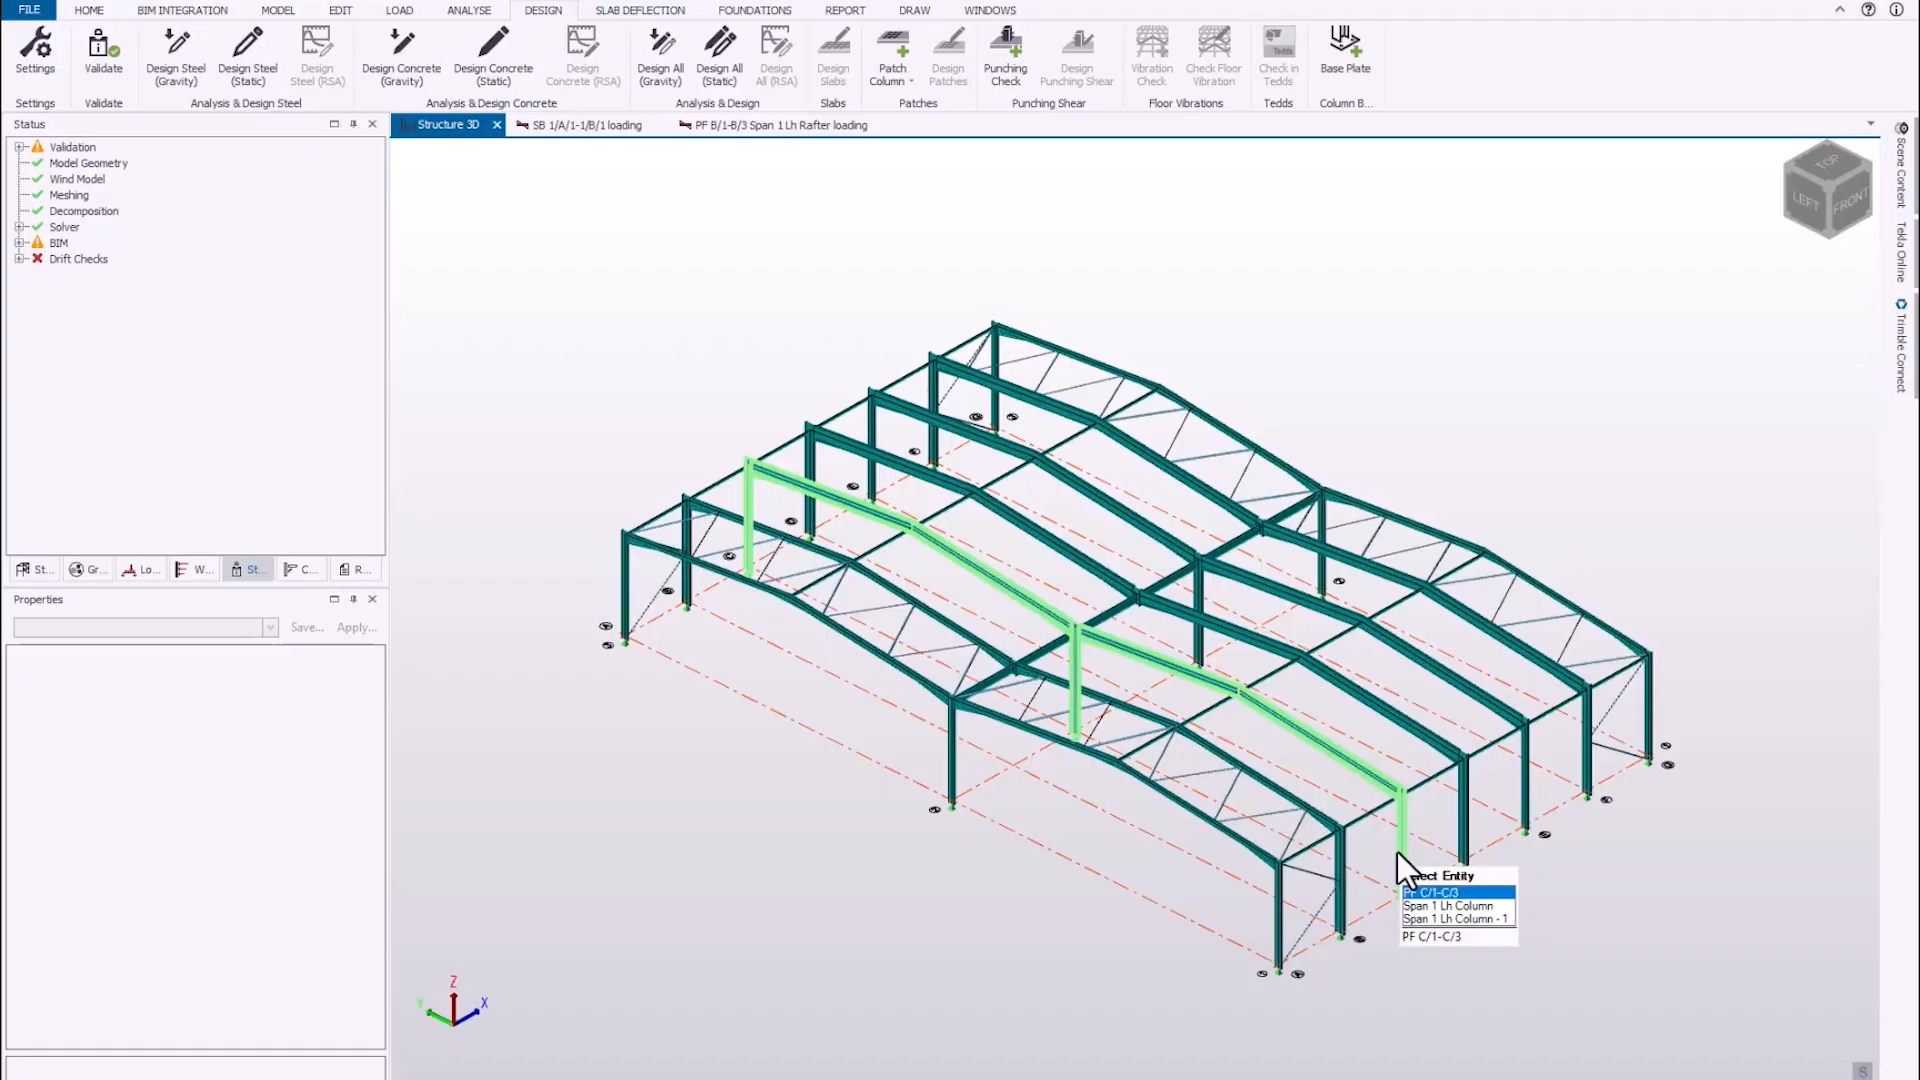 FILE HOME BIM INTEGRATION MODEL EDIT LOAD ANALYSE DESIGN SLAB DEFLECTION FOUNDATIONS REPORT DRAW WINDOWS
Settings Validate Design Steel (Gravity) Design Steel (Static) Design Steel (RSA) Design Concrete (Gravity) Design Concrete (Static) Design Concrete (RSA) Design All (Gravity) Design All (Static) Design All (RSA) Design Slabs Patch Column Design Patches Punching Check Design Punching Shear Vibration Check Check Floor Vibration Tedds Check in Tedds Base Plate
Settings Validate Analysis & Design Steel Analysis & Design Concrete Analysis & Design Slabs Patches Punching Shear Floor Vibrations Tedds Column B...
Status
Structure 3D SB 1/A/1-1/B/1 loading PF B/1-B/3 Span 1 Lh Rafter loading
Validation
Model Geometry
Wind Model
Meshing
Decomposition
Solver
BIM
Drift Checks
St... Gr... Lo... W... St... C... R...
Properties
Save... Apply...
TOP
LEFT FRONT
Scene Content
Tekla Online
Trimble Connect
ect Entity
PF C/1-C/3
Span 1 Lh Column
Span 1 Lh Column - 1
PF C/1-C/3
Z
Y X
S